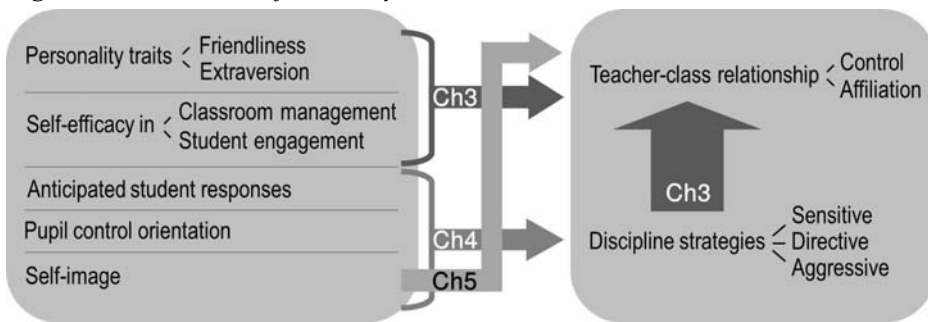 Personality traits
Friendliness
Extraversion
Self-efficacy in
Classroom management
Student engagement
Anticipated student responses
Pupil control orientation
Self-image
Ch3
Ch4
Ch5
Teacher-class relationship
Control
Affiliation
Ch3
Discipline strategies
Sensitive
Directive
Aggressive